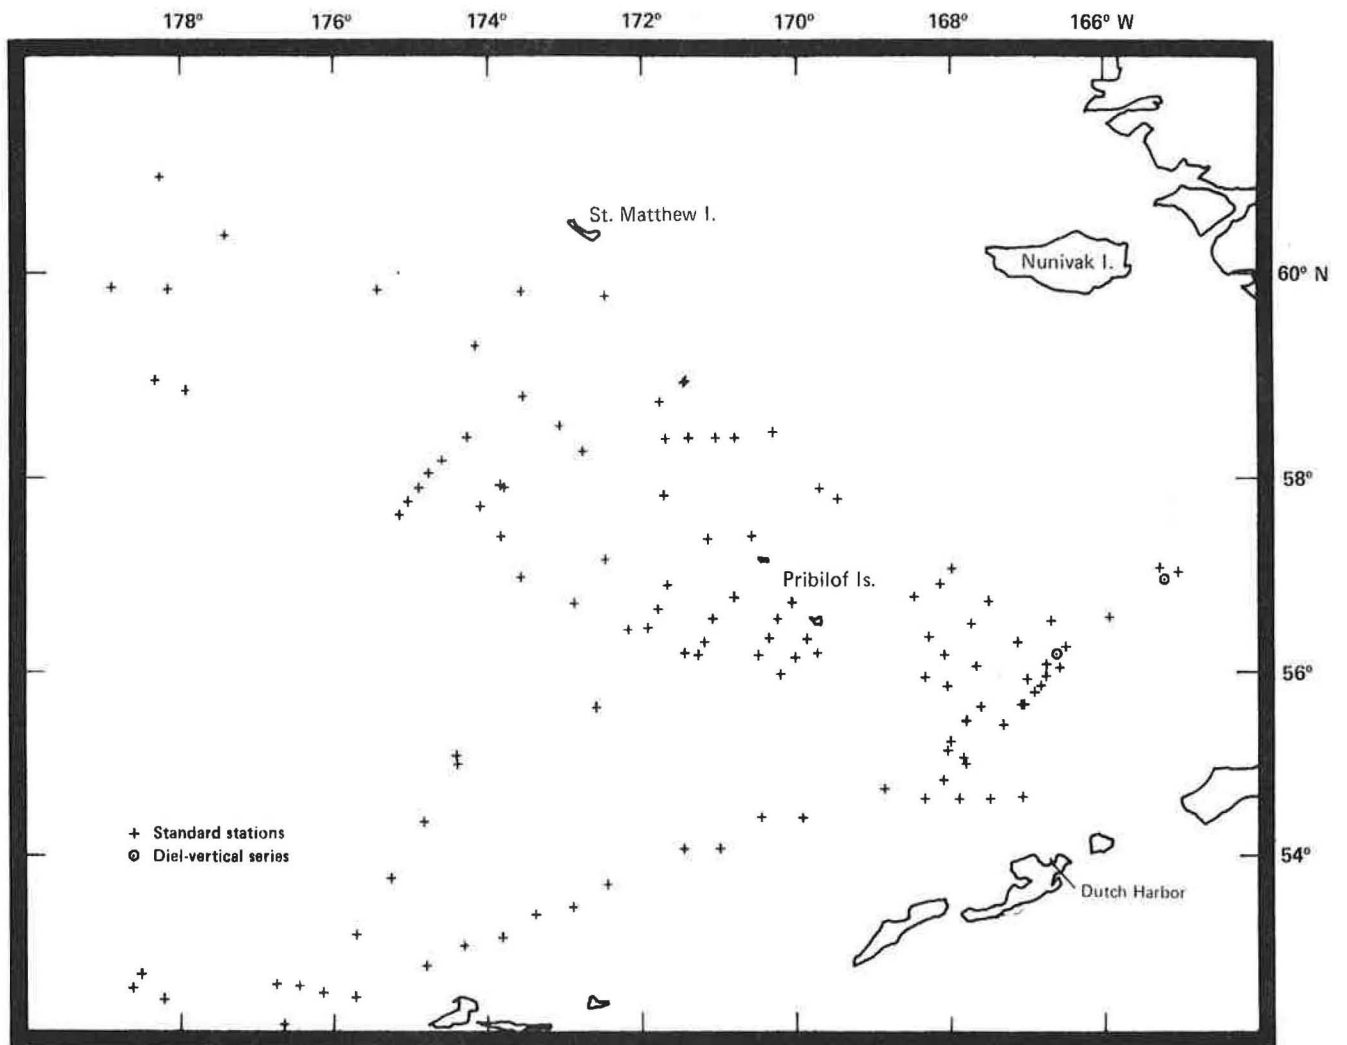 178° 176° 174° 172° 170° 168° 166° W
St. Matthew I.
Nunivak I.
60° N
58°
Pribilof Is.
56°
+ Standard stations
⊙ Diel-vertical series
54°
Dutch Harbor